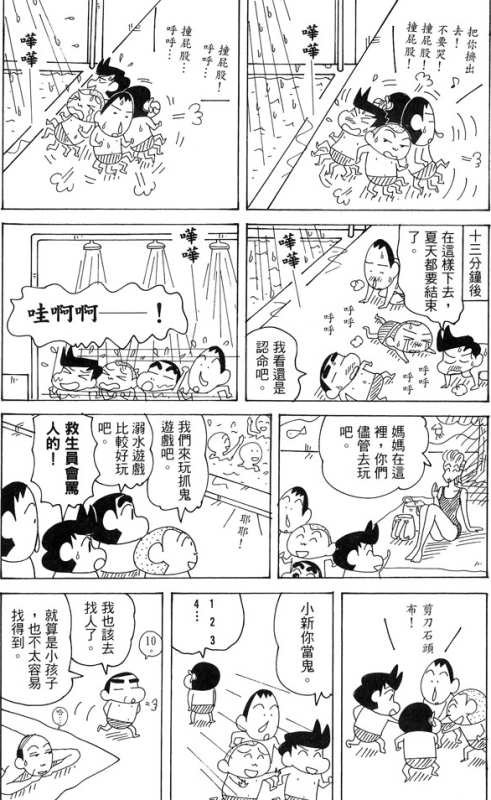 把你擠出
去！
不要哭！
撞屁股！
撞屁股！
嘩嘩
撞屁股！
呼呼…
撞屁股…
呼呼…
嘩嘩
十三分鐘後
在這樣下去，
夏天都要結束
了。
嘩嘩
呼呼
呼呼
呼呼
我看還是
認命吧。
嘩嘩
哇啊啊——！
媽媽在這
裡，你們
儘管去玩
吧。
耶耶！
我們來玩抓鬼
遊戲吧。
溺水遊戲
比較好玩
吧。
救生員會罵
人的！
剪刀石頭
布！
小新你當鬼。
1 2 3
4…
10。
我也該去
找人了。
就算是小孩子
，也不太容易
找得到。